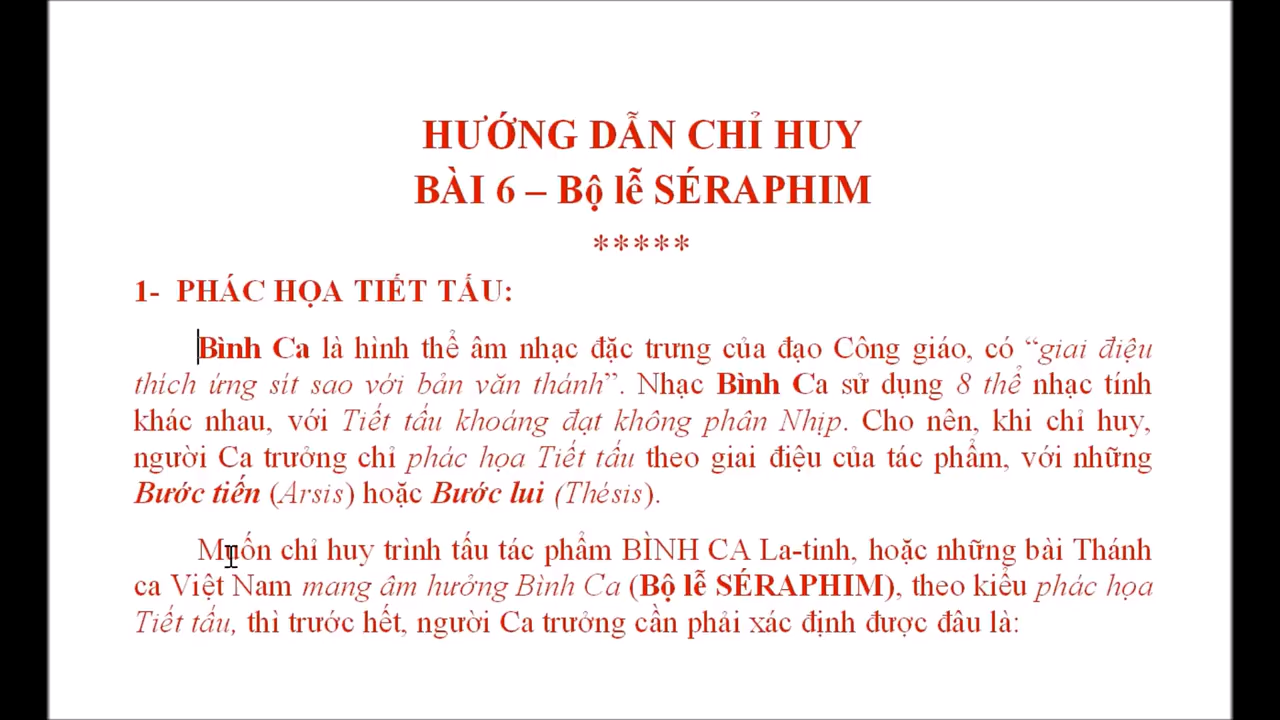 HƯỚNG DẪN CHỈ HUY
BÀI 6 – Bộ lễ SÉRAPHIM
*****
1- PHÁC HỌA TIẾT TẤU:
Bình Ca là hình thể âm nhạc đặc trưng của đạo Công giáo, có “giai điệu
thích ứng sít sao với bản văn thánh”. Nhạc Bình Ca sử dụng 8 thể nhạc tính
khác nhau, với Tiết tấu khoáng đạt không phân Nhịp. Cho nên, khi chỉ huy,
người Ca trưởng chỉ phác họa Tiết tấu theo giai điệu của tác phẩm, với những
Bước tiến (Arsis) hoặc Bước lui (Thésis).
Muốn chỉ huy trình tấu tác phẩm BÌNH CA La-tinh, hoặc những bài Thánh
ca Việt Nam mang âm hưởng Bình Ca (Bộ lễ SÉRAPHIM), theo kiểu phác họa
Tiết tấu, thì trước hết, người Ca trưởng cần phải xác định được đâu là: